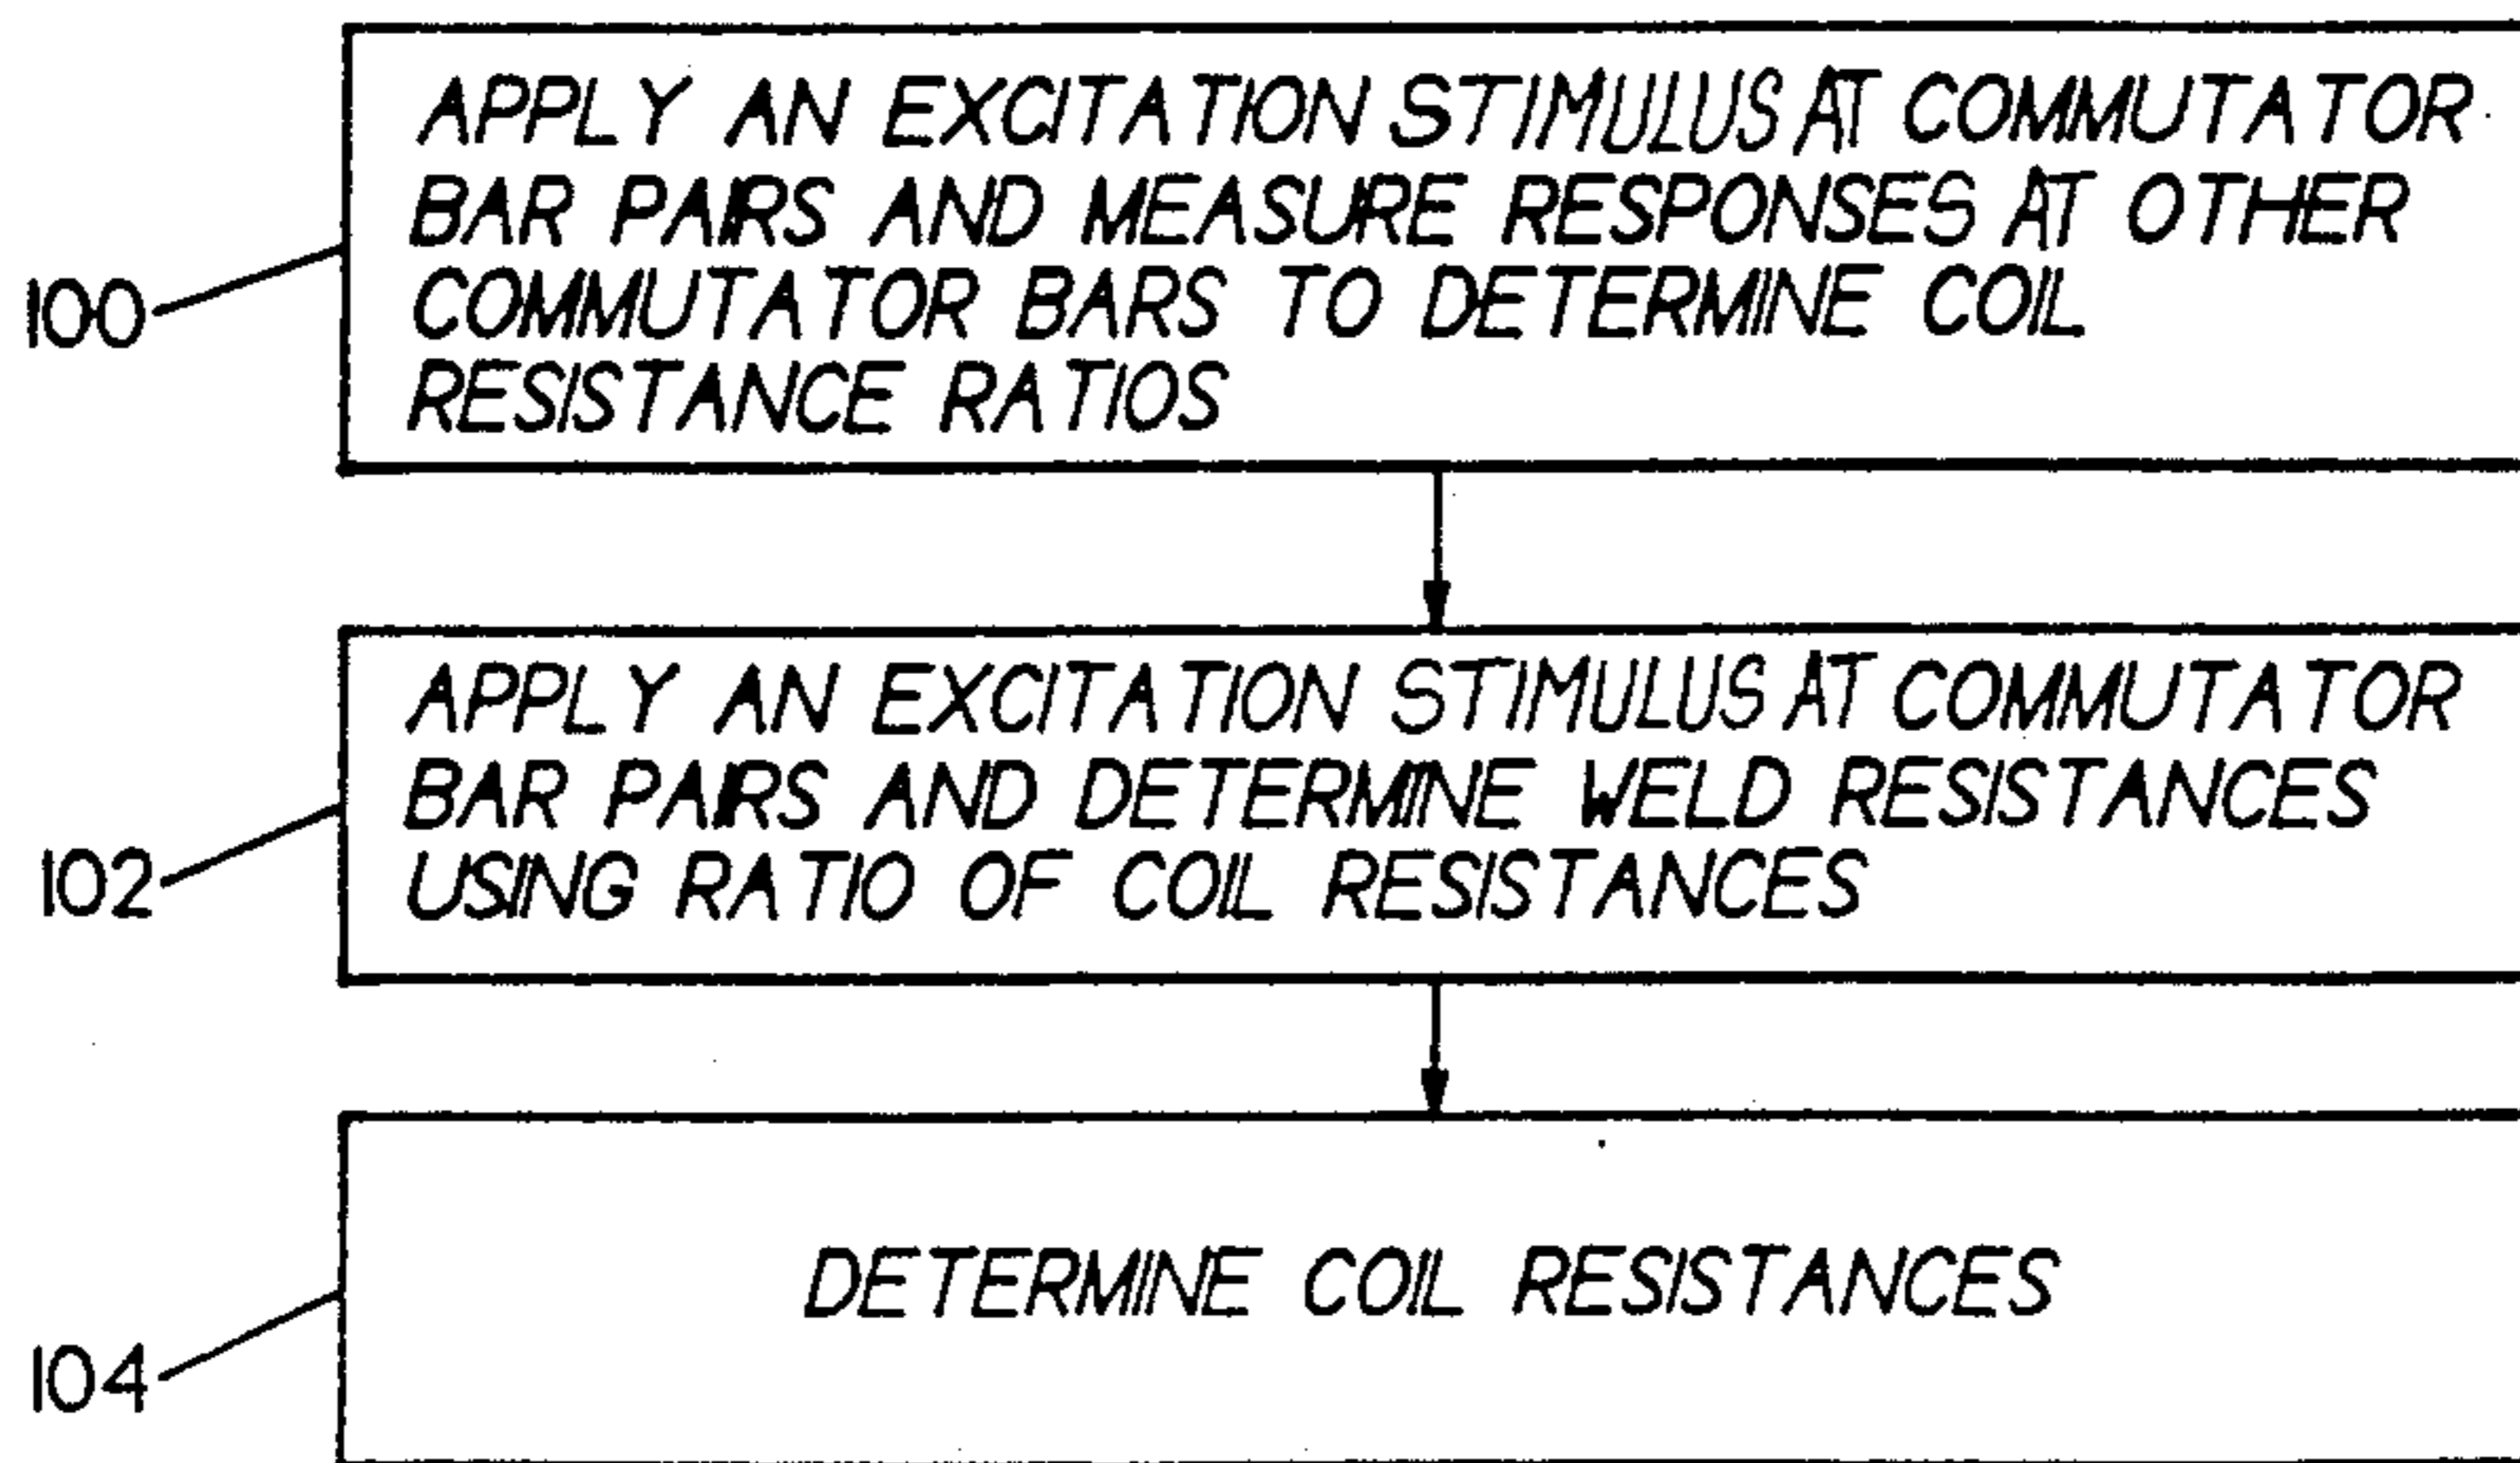 APPLY AN EXCITATION STIMULUS AT COMMUTATOR
BAR PAIRS AND MEASURE RESPONSES AT OTHER
COMMUTATOR BARS TO DETERMINE COIL
RESISTANCE RATIOS
100
APPLY AN EXCITATION STIMULUS AT COMMUTATOR
BAR PAIRS AND DETERMINE WELD RESISTANCES
USING RATIO OF COIL RESISTANCES
102
DETERMINE COIL RESISTANCES
104